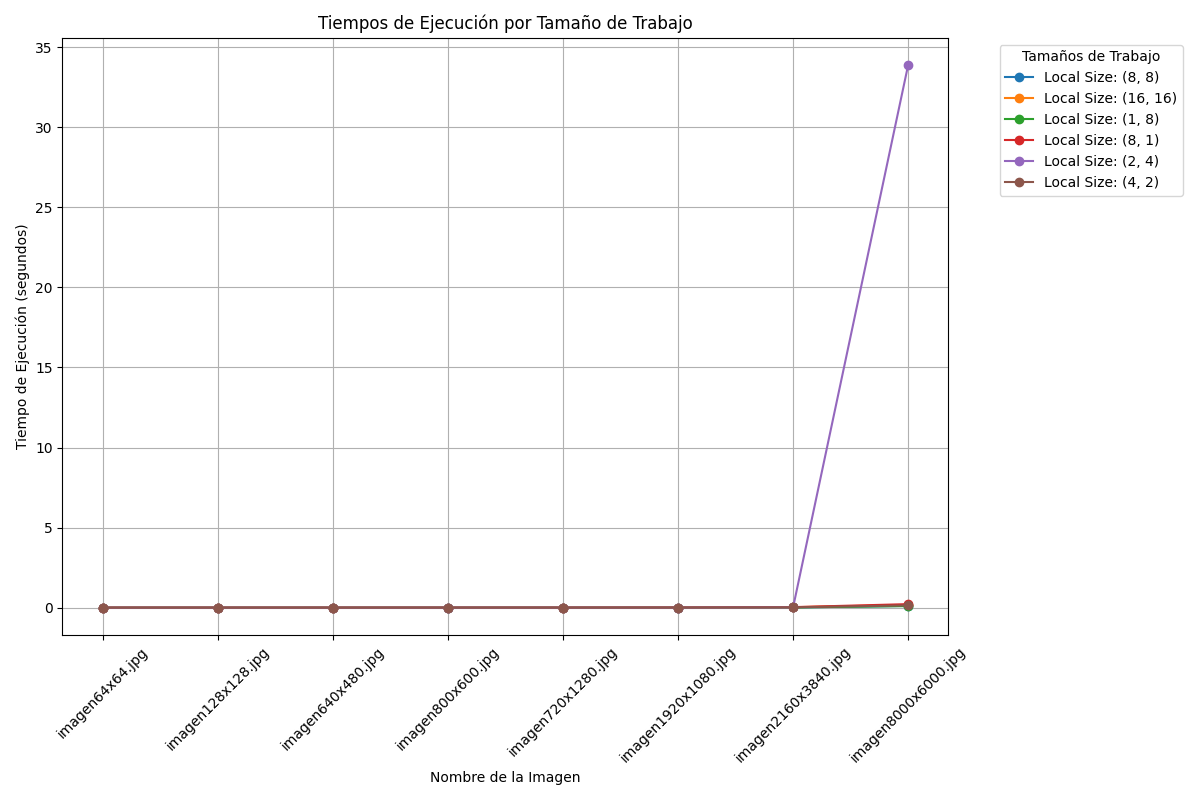 Tiempos de Ejecución por Tamaño de Trabajo
Tamaños de Trabajo
Local Size: (8, 8)
Local Size: (16, 16)
Local Size: (1, 8)
Local Size: (8, 1)
Local Size: (2, 4)
Local Size: (4, 2)
Tiempo de Ejecución (segundos)
35
30
25
20
15
10
5
0
imagen64x64.jpg
imagen128x128.jpg
imagen640x480.jpg
imagen800x600.jpg
imagen720x1280.jpg
imagen1920x1080.jpg
imagen2160x3840.jpg
imagen8000x6000.jpg
Nombre de la Imagen